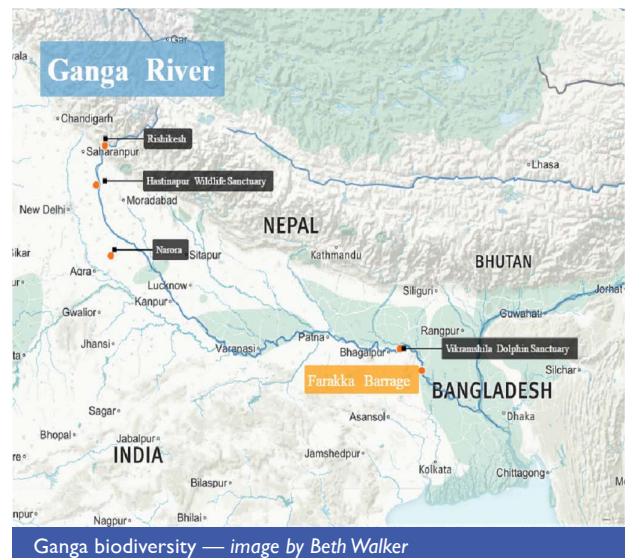 Gar
Ganga River
Chandigarh
Rishikesh
Saharanpur
Lhasa
Hastinapur Wildlife Sanctuary
Moradabad
New Delhi
NEPAL
Narora
Sitapur
Kathmandu
BHUTAN
Agra
Siliguri
Jorhat
Lucknow
Guwahati
Kanpur
Gwalior
Rangpur
Patna
Jhansi
Varanasi
Bhagalpur
Vikramshila Dolphin Sanctuary
Silchar
Farakka Barrage
BANGLADESH
Sagar
Asansol
Dhaka
Bhopal
Jabalpur
INDIA
Jamshedpur
Kolkata
Chittagong
Bilaspur
Nagpur
Bhilai
Ganga biodiversity — image by Beth Walker